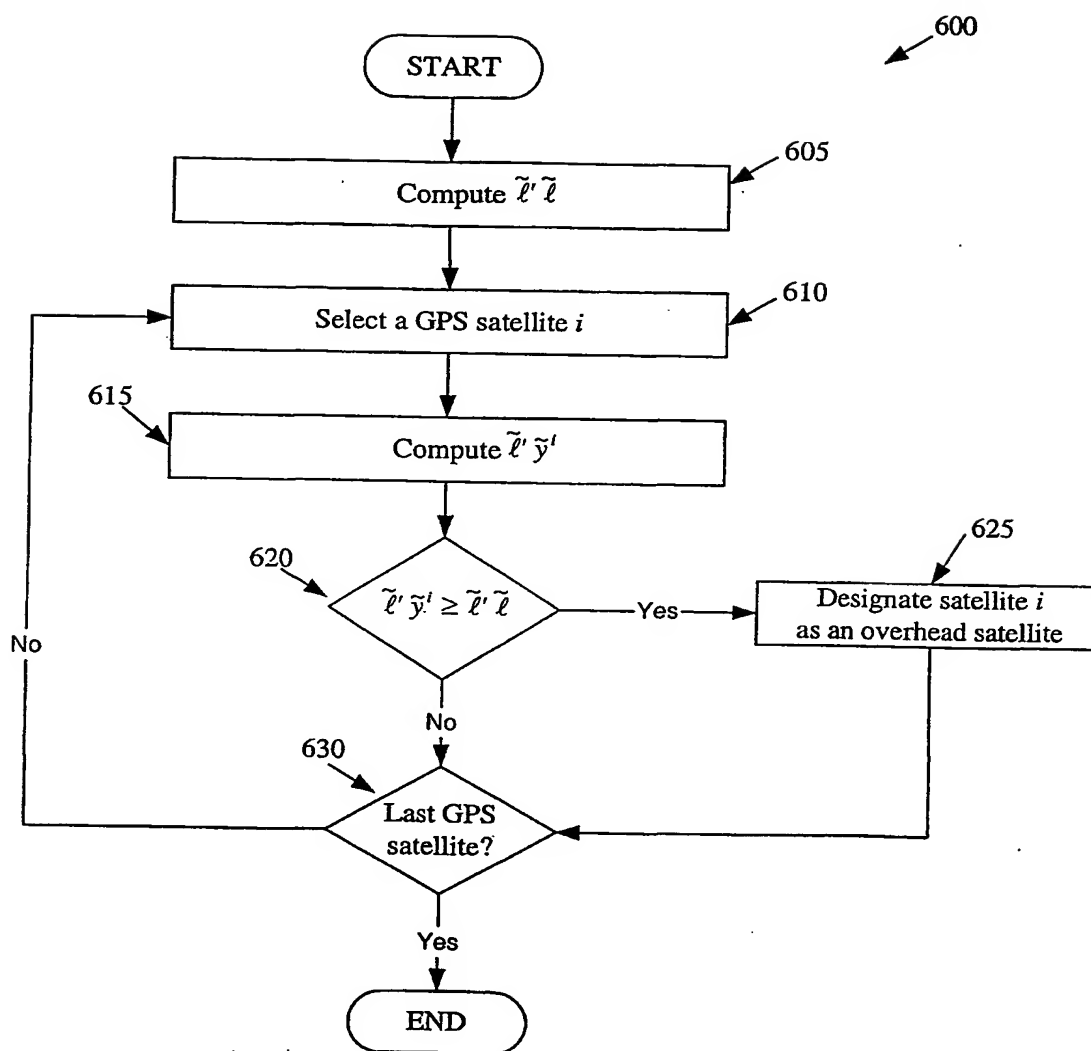 600
START
605
Compute ℓ̃' ℓ̃
610
Select a GPS satellite i
615
Compute ℓ̃' ỹⁱ
620
ℓ̃' ỹⁱ ≥ ℓ̃' ℓ̃
Yes
625
Designate satellite i
as an overhead satellite
No
No
630
Last GPS
satellite?
Yes
END